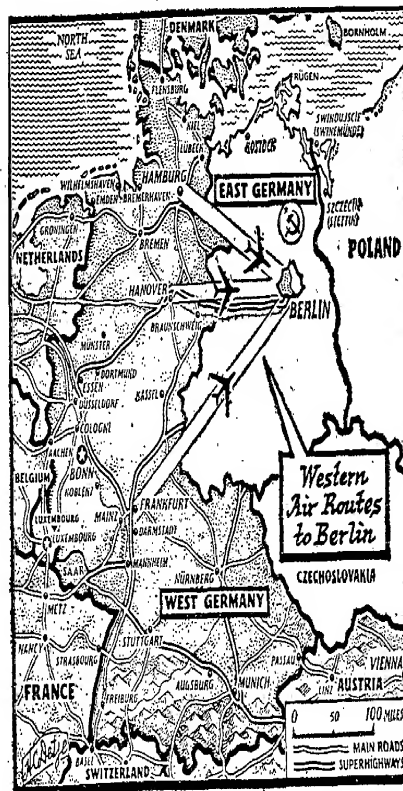 DENMARK
BORNHOLM
NORTH
SEA
FLENSBURG
RÜGEN
KIEL
SWINOUJSCIE
(SWINEMÜNDE)
ROSTOCK
LÜBECK
WILHELMSHAVEN
HAMBURG
EAST GERMANY
EMDEN
BREMERHAVEN
SZCZECIN
(STETTIN)
GRONINGEN
BREMEN
POLAND
NETHERLANDS
HANOVER
BERLIN
BRAUNSCHWEIG
MÜNSTER
DORTMUND
ESSEN
KASSEL
DÜSSELDORF
COLOGNE
AACHEN
BONN
BELGIUM
KOBLENZ
Western
Air Routes
to Berlin
LUXEMBOURG
FRANKFURT
MAINZ
DARMSTADT
LUXEMBOURG
CZECHOSLOVAKIA
MANNHEIM
SAAR
NÜRNBERG
METZ
WEST GERMANY
STUTTGART
NANCY
STRASBOURG
PASSAU
VIENNA
LINZ
AUSTRIA
AUGSBURG
MUNICH
FRANCE
FREIBURG
0 50 100 MILES
MAIN ROADS
SUPERHIGHWAYS
BASEL
SWITZERLAND